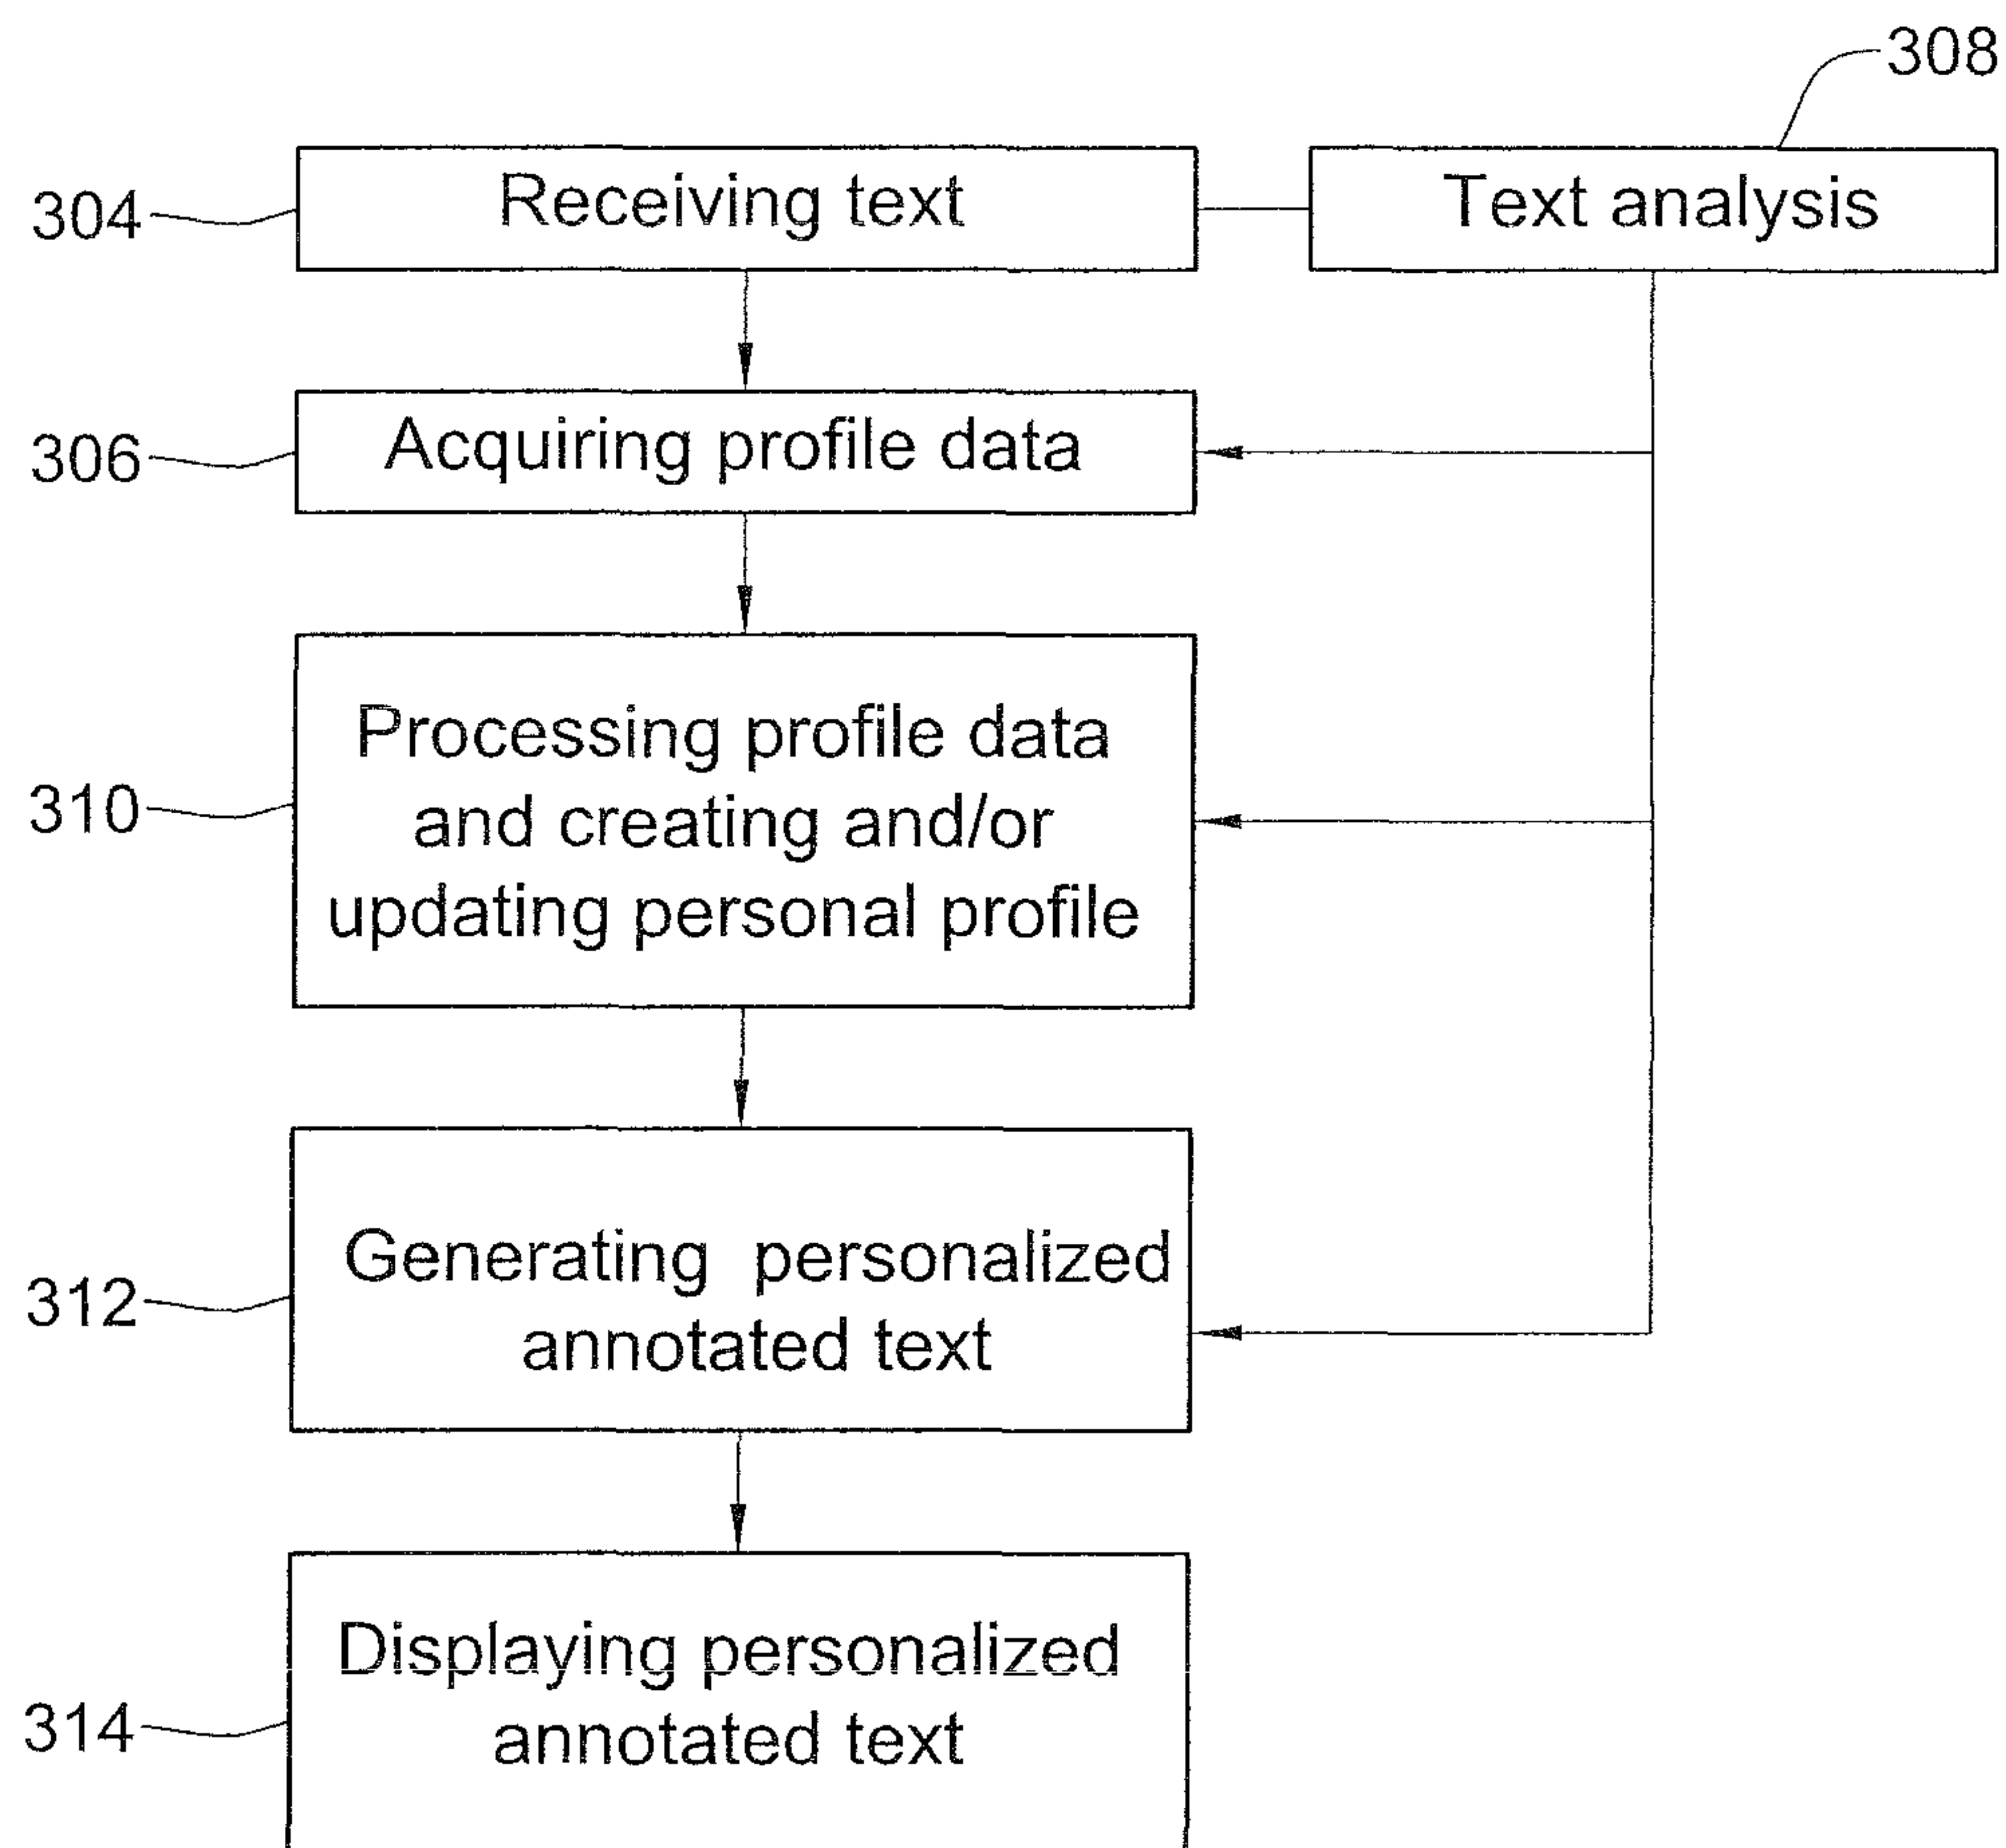 308
304
Receiving text
Text analysis
306
Acquiring profile data
310
Processing profile data
and creating and/or
updating personal profile
312
Generating personalized
annotated text
314
Displaying personalized
annotated text